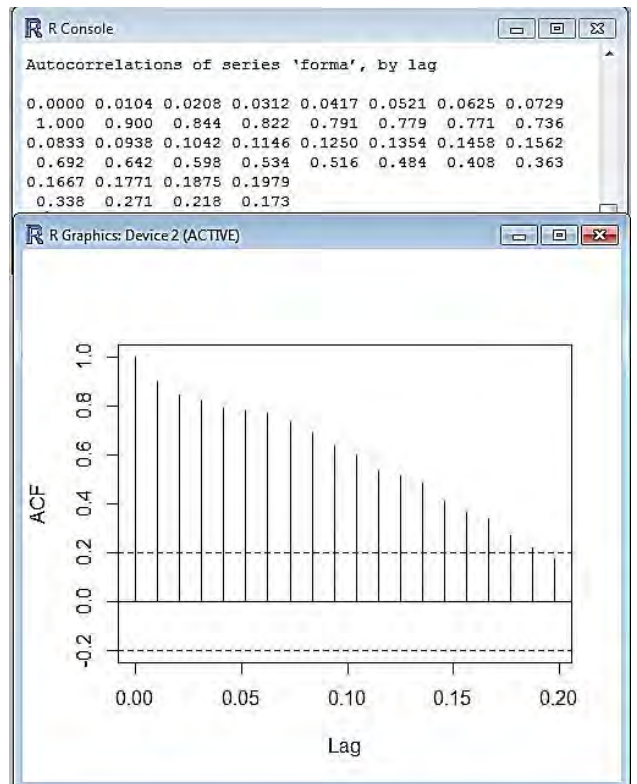 R Console
Autocorrelations of series 'forma', by lag
0.0000 0.0104 0.0208 0.0312 0.0417 0.0521 0.0625 0.0729
1.000 0.900 0.844 0.822 0.791 0.779 0.771 0.736
0.0833 0.0938 0.1042 0.1146 0.1250 0.1354 0.1458 0.1562
0.692 0.642 0.598 0.534 0.516 0.484 0.408 0.363
0.1667 0.1771 0.1875 0.1979
0.338 0.271 0.218 0.173
R Graphics: Device 2 (ACTIVE)
1.0
0.8
0.6
0.4
0.2
0.0
-0.2
ACF
0.00 0.05 0.10 0.15 0.20
Lag